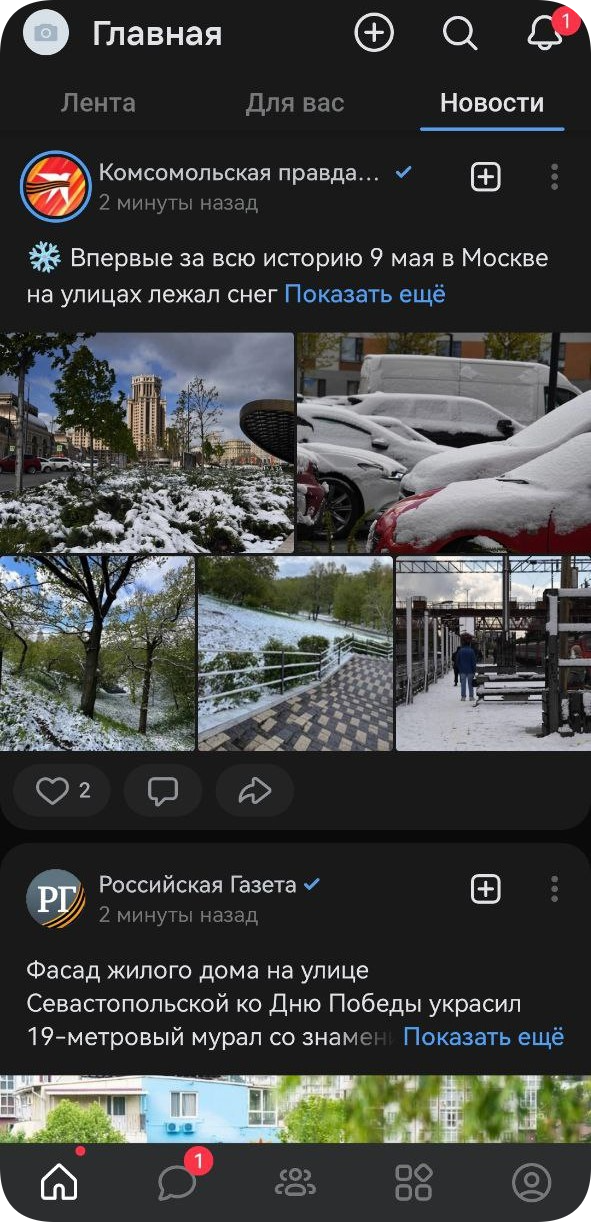 Главная
1
Лента
Для вас
Новости
Комсомольская правда...
2 минуты назад
Впервые за всю историю 9 мая в Москве
на улицах лежал снег Показать ещё
2
РГ
Российская Газета
2 минуты назад
Фасад жилого дома на улице
Севастопольской ко Дню Победы украсил
19-метровый мурал со знамен Показать ещё
1